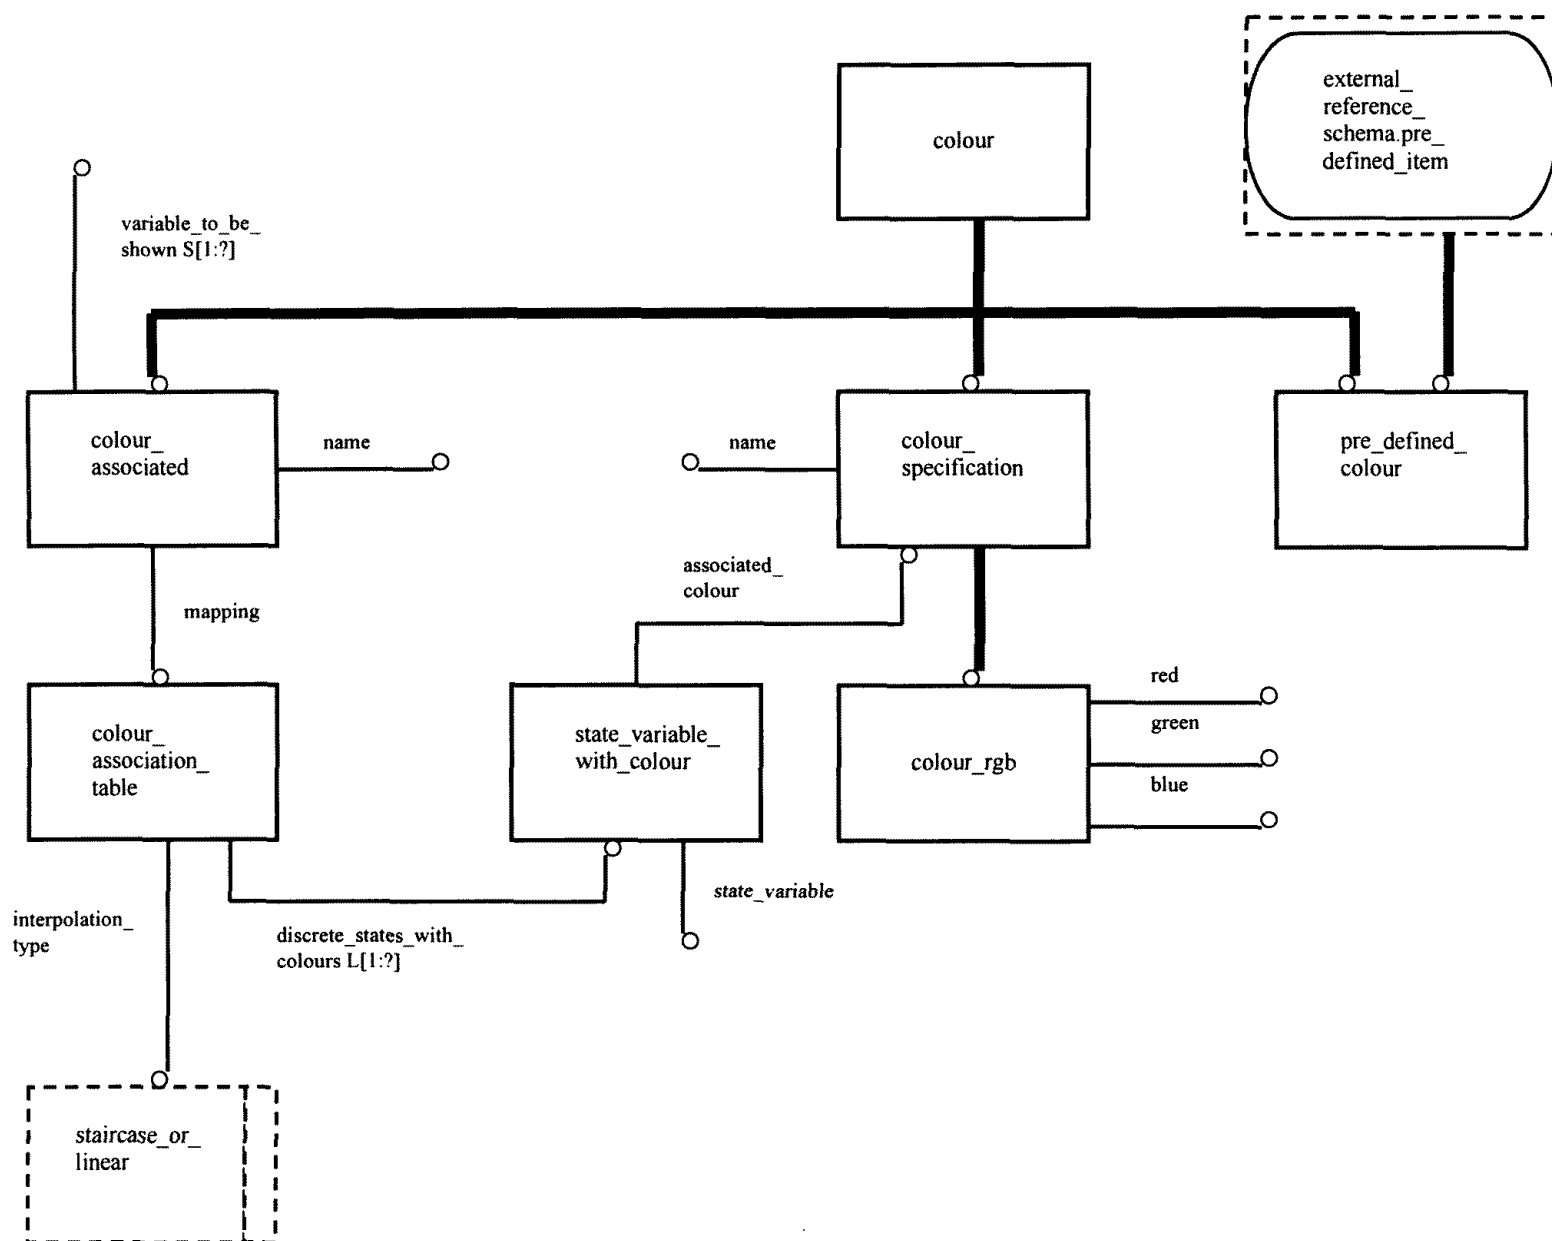 external_
reference_
schema.pre_
defined_item
colour
variable_to_be_
shown S[1:?]
colour_
associated
name
name
colour_
specification
pre_defined_
colour
associated_
colour
mapping
red
green
blue
colour_
association_
table
state_variable_
with_colour
colour_rgb
state_variable
interpolation_
type
discrete_states_with_
colours L[1:?]
staircase_or_
linear